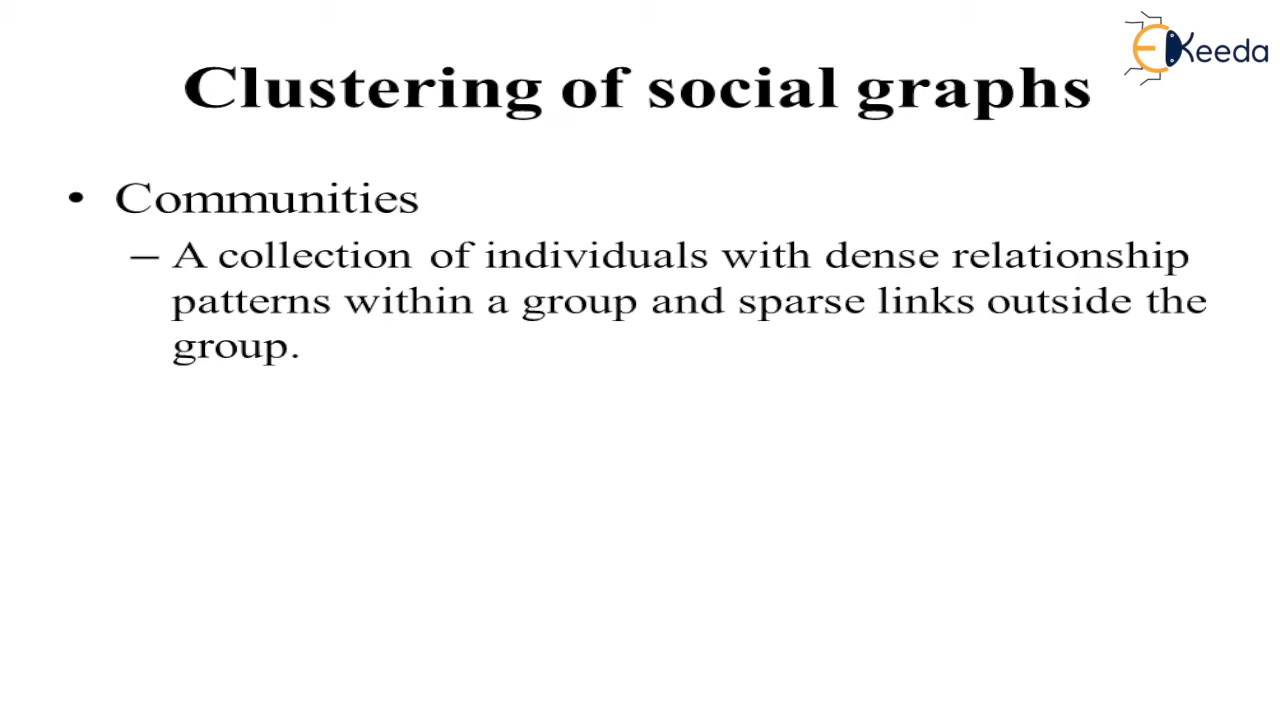 EKeeda
Clustering of social graphs
• Communities
– A collection of individuals with dense relationship
patterns within a group and sparse links outside the
group.